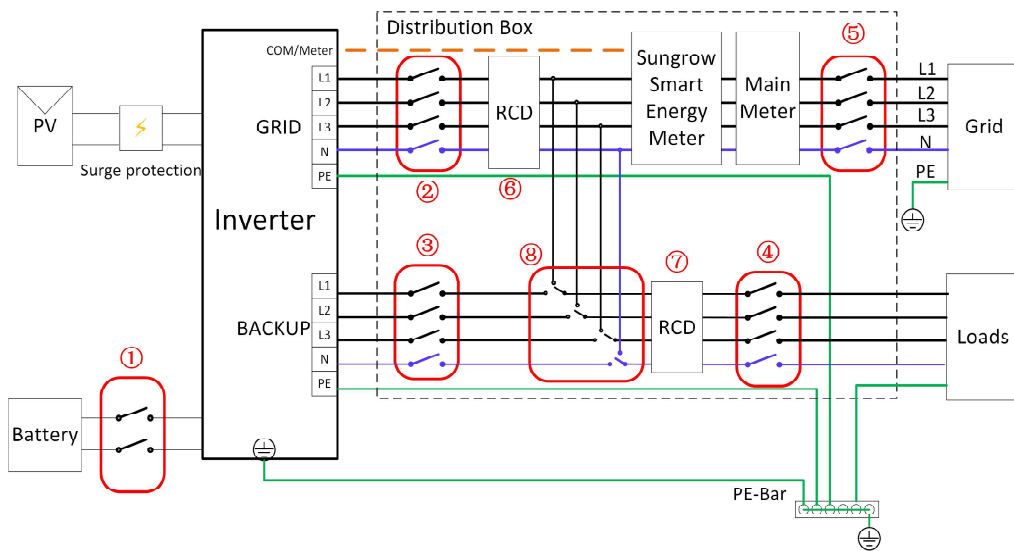 Distribution Box
⑤
COM/Meter
Sungrow
Smart
Energy
Meter
Main
Meter
L1
L2
L3
N
PE
GRID
RCD
L1
L2
L3
N
PE
Grid
PV
Surge protection
②
⑥
Inverter
③
⑧
⑦
④
L1
L2
L3
N
PE
BACKUP
RCD
Loads
①
Battery
PE-Bar